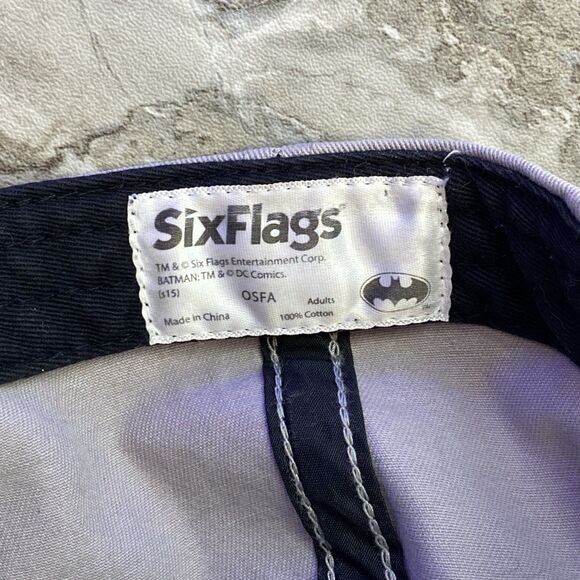 SixFlags
TM & © Six Flags Entertainment Corp.
BATMAN: TM & © DC Comics.
(s15)
OSFA Adults
Made in China 100% Cotton